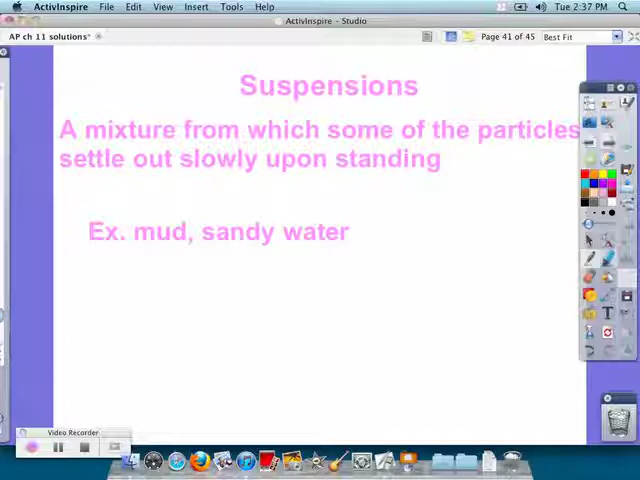 ActivInspire File Edit View Insert Tools Help Tue 2:37 PM
ActivInspire – Studio
AP ch 11 solutions* Page 41 of 45 Best Fit
Suspensions
A mixture from which some of the particles
settle out slowly upon standing
Ex. mud, sandy water
Video Recorder